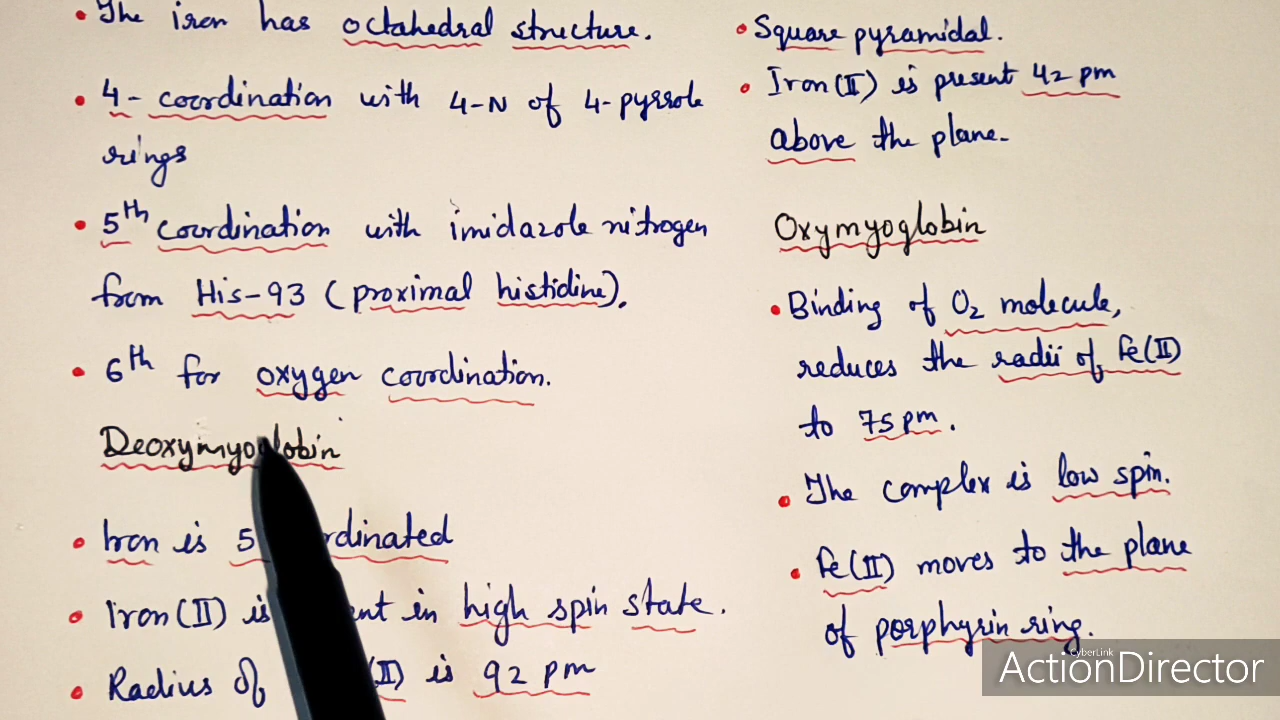 • The iron has octahedral structure.
• 4-coordination with 4-N of 4-pyrrole
rings
• 5th coordination with imidazole nitrogen
from His-93 (proximal histidine).
• 6th for oxygen coordination.
Deoxymyoglobin
• Iron is 5 rdinated
• Iron(II) is nt in high spin state.
• Radius of (II) is 92 pm
• Square pyramidal.
• Iron(II) is present 42 pm
above the plane.
Oxymyoglobin
• Binding of O2 molecule,
reduces the radii of Fe(II)
to 75 pm.
• The complex is low spin.
• Fe(II) moves to the plane
of porphyrin ring.
CyberLink
ActionDirector